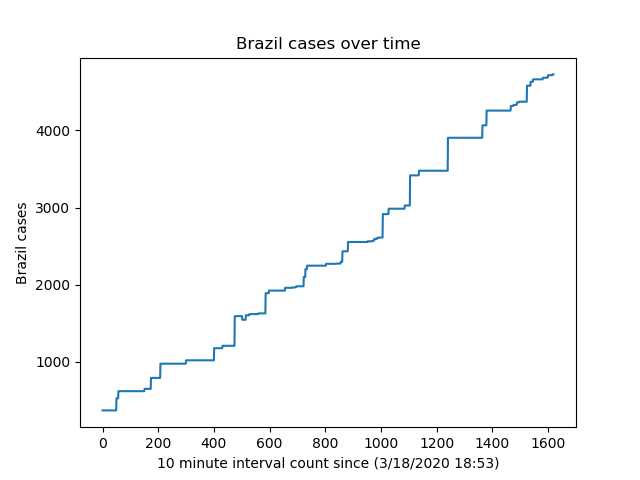 Brazil cases over time
Brazil cases
4000
3000
2000
1000
0 200 400 600 800 1000 1200 1400 1600
10 minute interval count since (3/18/2020 18:53)